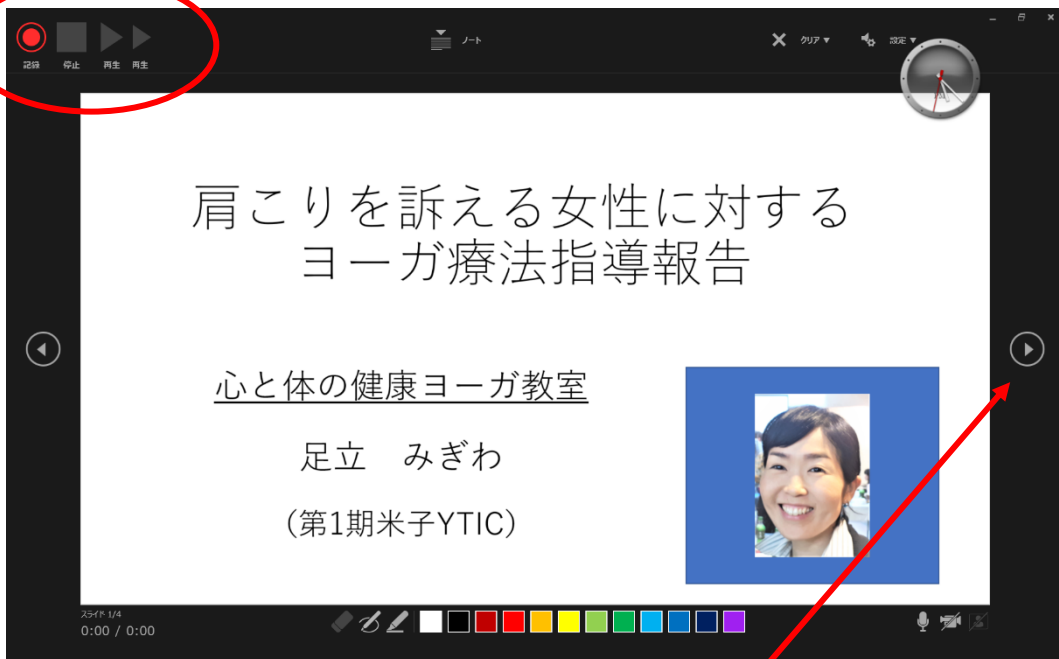 記録 停止 再生 再生
ノート
クリア ▼ 設定 ▼
肩こりを訴える女性に対する
ヨーガ療法指導報告
心と体の健康ヨーガ教室
足立 みぎわ
(第1期米子YTIC)
スライド 1/4
0:00 / 0:00